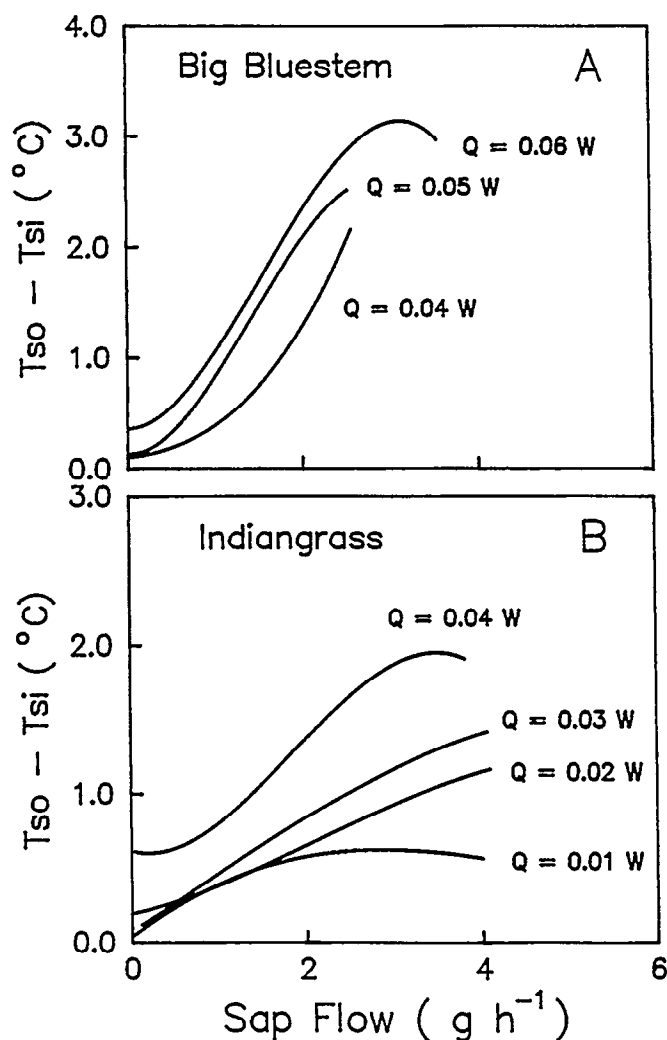 4.0
Big Bluestem
A
3.0
Q = 0.06 W
Q = 0.05 W
2.0
Q = 0.04 W
1.0
0.0
Tso − Tsi ( °C)
3.0
Indiangrass
B
Q = 0.04 W
2.0
Q = 0.03 W
Q = 0.02 W
1.0
Q = 0.01 W
0.0
Tso − Tsi ( °C)
0 2 4 6
Sap Flow ( g h⁻¹)